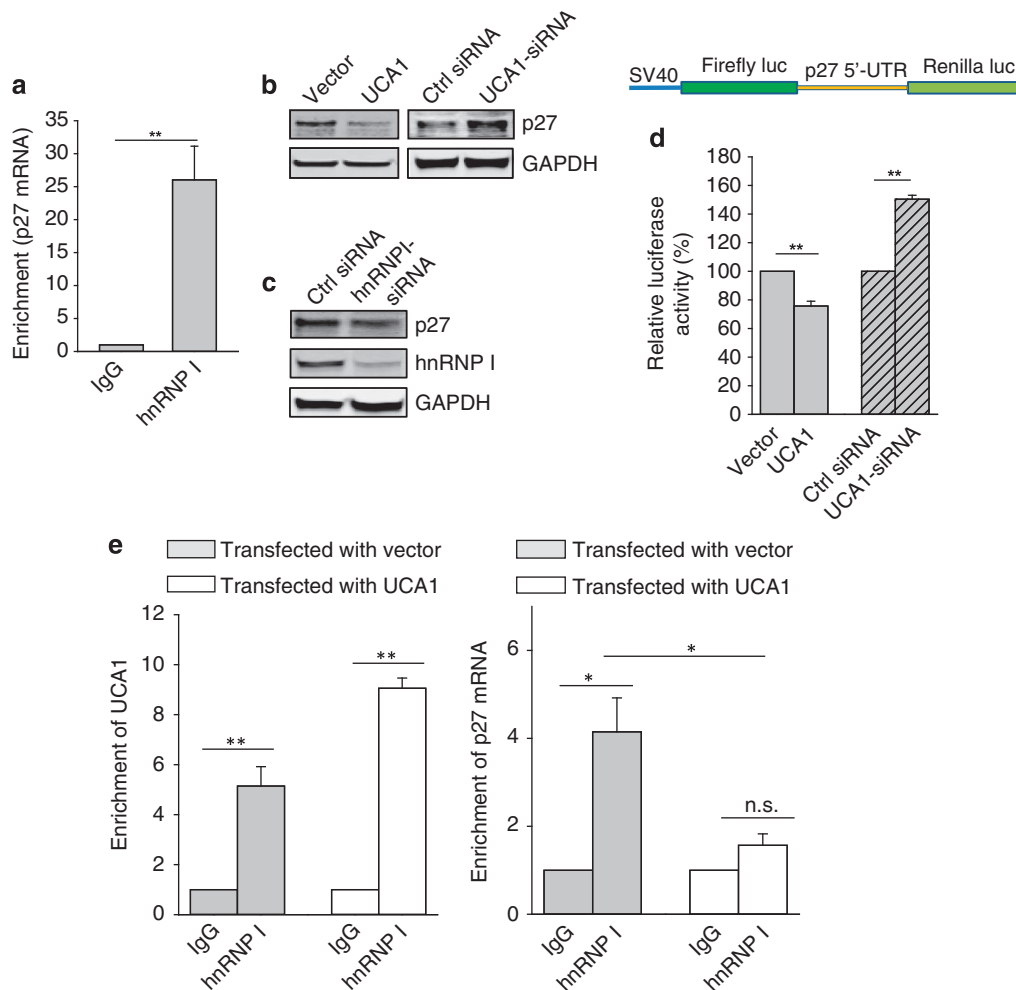 a
Enrichment (p27 mRNA)
35
30
25
20
15
10
5
0
**
IgG
hnRNP I
b
Vector
UCA1
Ctrl siRNA
UCA1-siRNA
p27
GAPDH
c
Ctrl siRNA
hnRNPI-
siRNA
p27
hnRNP I
GAPDH
SV40
Firefly luc
p27 5'-UTR
Renilla luc
d
Relative luciferase
activity (%)
180
160
140
120
100
80
60
40
20
0
**
**
Vector
UCA1
Ctrl siRNA
UCA1-siRNA
e
Transfected with vector
Transfected with UCA1
Enrichment of UCA1
12
10
8
6
4
2
0
**
**
IgG
hnRNP I
IgG
hnRNP I
Transfected with vector
Transfected with UCA1
Enrichment of p27 mRNA
6
4
2
0
*
*
n.s.
IgG
hnRNP I
IgG
hnRNP I